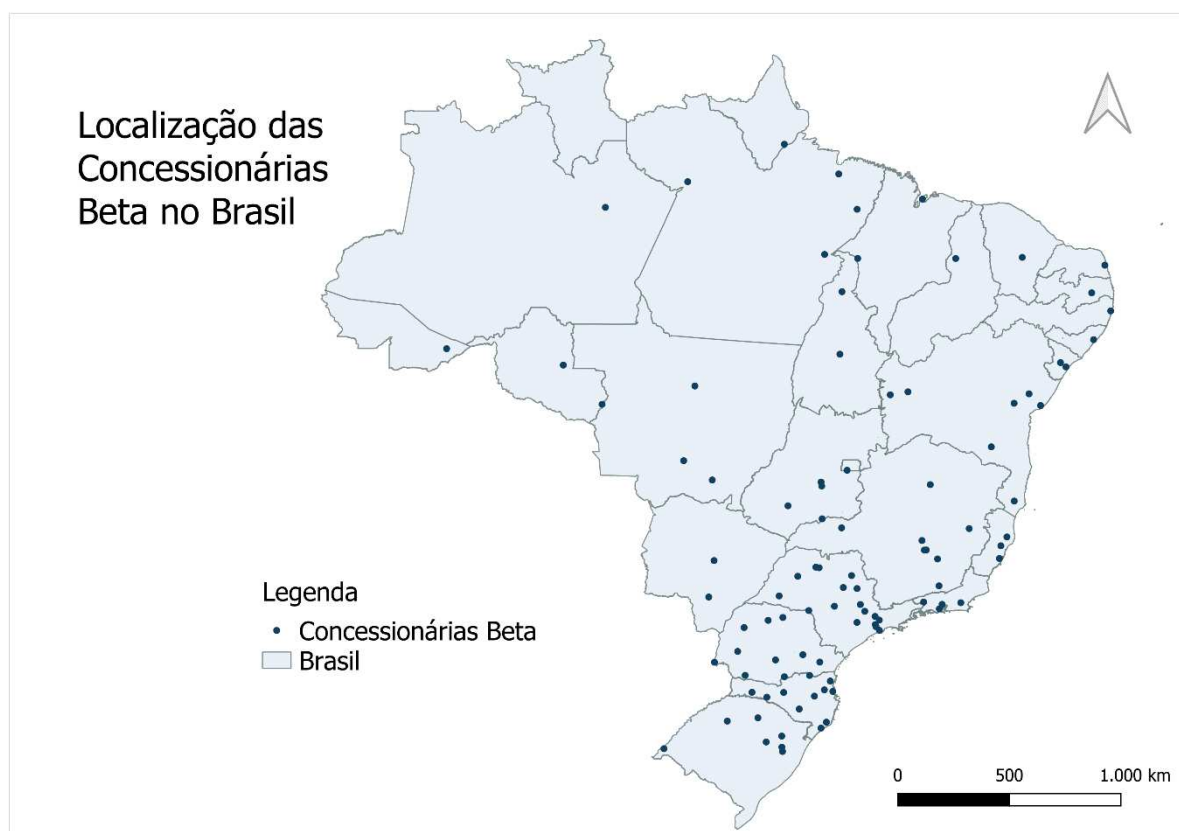 Localização das
Concessionárias
Beta no Brasil
Legenda
Concessionárias Beta
Brasil
0 500 1.000 km